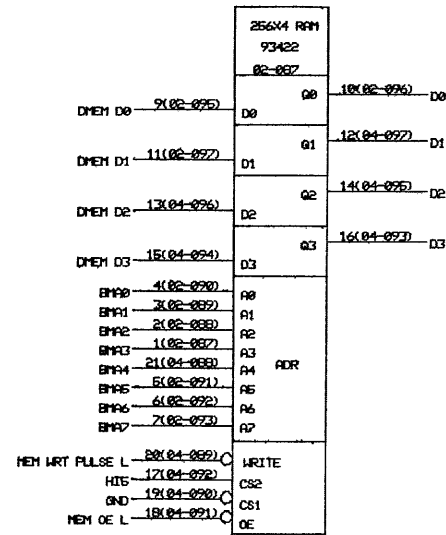 256X4 RAM
93422
02-087
DMEM D0 9(02-095) D0 Q0 10(02-096) D0
DMEM D1 11(02-097) D1 Q1 12(04-097) D1
DMEM D2 13(04-096) D2 Q2 14(04-095) D2
DMEM D3 15(04-094) D3 Q3 16(04-093) D3
BMA0 4(02-090) A0
BMA1 3(02-089) A1
BMA2 2(02-088) A2
BMA3 1(02-087) A3
BMA4 21(04-088) A4 ADR
BMA5 5(02-091) A5
BMA6 6(02-092) A6
BMA7 7(02-093) A7
MEM WRT PULSE L 20(04-089) WRITE
HI5 17(04-092) CS2
GND 19(04-090) CS1
MEM OE L 18(04-091) OE